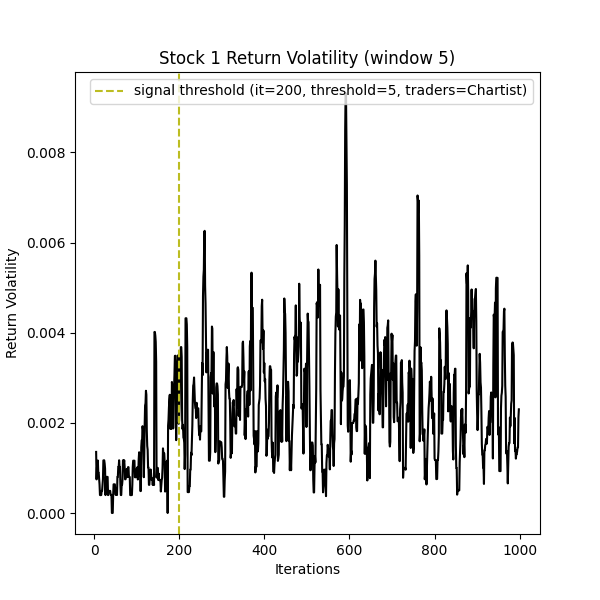 Stock 1 Return Volatility (window 5)
signal threshold (it=200, threshold=5, traders=Chartist)
Return Volatility
0.008
0.006
0.004
0.002
0.000
0
200
400
600
800
1000
Iterations